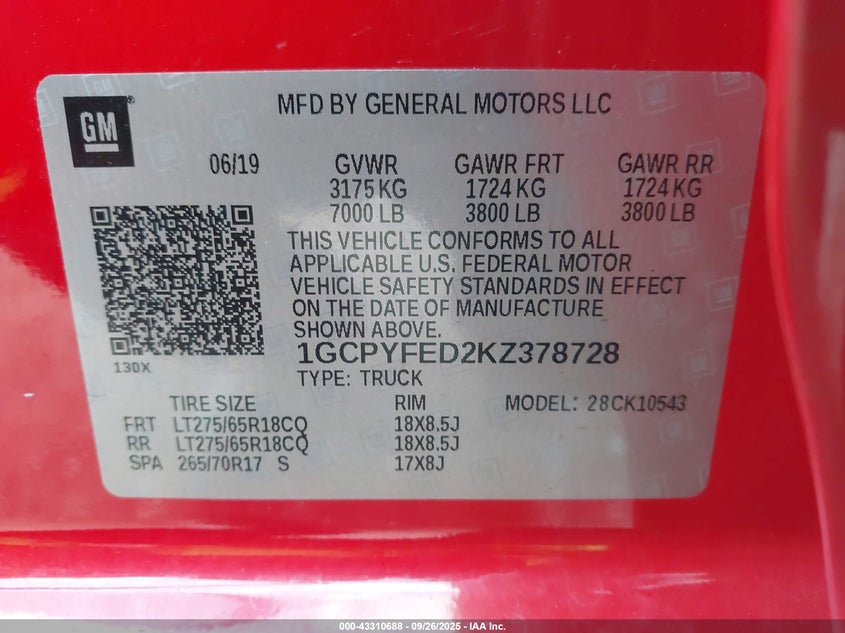 MFD BY GENERAL MOTORS LLC
GM
06/19 GVWR GAWR FRT GAWR RR
3175 KG 1724 KG 1724 KG
7000 LB 3800 LB 3800 LB
THIS VEHICLE CONFORMS TO ALL
APPLICABLE U.S. FEDERAL MOTOR
VEHICLE SAFETY STANDARDS IN EFFECT
ON THE DATE OF MANUFACTURE
SHOWN ABOVE.
1GCPYFED2KZ378728
130X
TYPE: TRUCK
TIRE SIZE RIM MODEL: 28CK10543
FRT LT275/65R18CQ 18X8.5J
RR LT275/65R18CQ 18X8.5J
SPA 265/70R17 S 17X8J
000-43310688 - 09/26/2025 - IAA Inc.